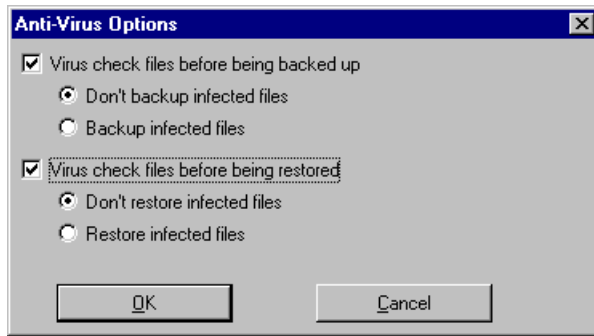 Anti-Virus Options
Virus check files before being backed up
Don't backup infected files
Backup infected files
Virus check files before being restored
Don't restore infected files
Restore infected files
OK Cancel